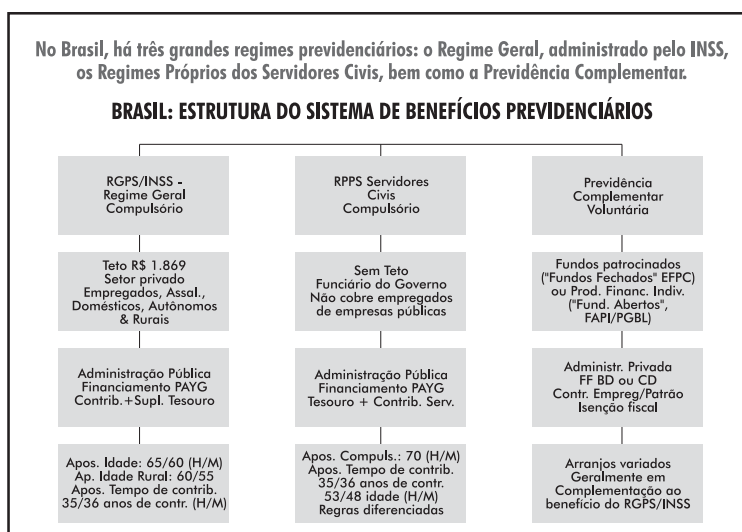 No Brasil, há três grandes regimes previdenciários: o Regime Geral, administrado pelo INSS,
os Regimes Próprios dos Servidores Civis, bem como a Previdência Complementar.
BRASIL: ESTRUTURA DO SISTEMA DE BENEFÍCIOS PREVIDENCIÁRIOS
RGPS/INSS -
Regime Geral
Compulsório
Teto R$ 1.869
Setor privado
Empregados, Assal.,
Domésticos, Autônomos
& Rurais
Administração Pública
Financiamento PAYG
Contrib.+Supl. Tesouro
Apos. Idade: 65/60 (H/M)
Ap. Idade Rural: 60/55
Apos. Tempo de contrib.
35/36 anos de contr. (H/M)
RPPS Servidores
Civis
Compulsório
Sem Teto
Funciário do Governo
Não cobre empregados
de empresas públicas
Administração Pública
Financiamento PAYG
Tesouro + Contrib. Serv.
Apos. Compuls.: 70 (H/M)
Apos. Tempo de contrib.
35/36 anos de contr.
53/48 idade (H/M)
Regras diferenciadas
Previdência
Complementar
Voluntária
Fundos patrocinados
("Fundos Fechados" EFPC)
ou Prod. Financ. Indiv.
("Fund. Abertos",
FAPI/PGBL)
Administr. Privada
FF BD ou CD
Contr. Empreg/Patrão
Isenção fiscal
Arranjos variados
Geralmente em
Complementação ao
benefício do RGPS/INSS